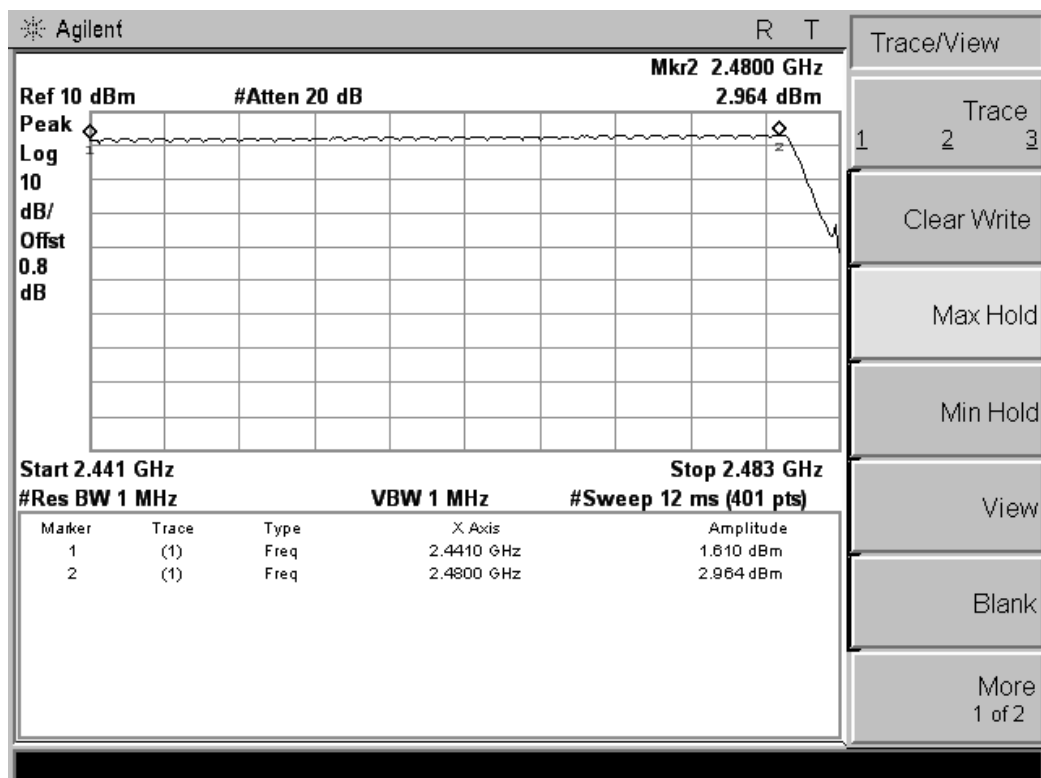 Agilent R T
Trace/View
Mkr2 2.4800 GHz
Ref 10 dBm #Atten 20 dB 2.964 dBm
Peak
Log
10
dB/
Offst
0.8
dB
1
2
Start 2.441 GHz Stop 2.483 GHz
#Res BW 1 MHz VBW 1 MHz #Sweep 12 ms (401 pts)
Marker Trace Type X Axis Amplitude
1 (1) Freq 2.4410 GHz 1.610 dBm
2 (1) Freq 2.4800 GHz 2.964 dBm
Trace
1 2 3
Clear Write
Max Hold
Min Hold
View
Blank
More
1 of 2